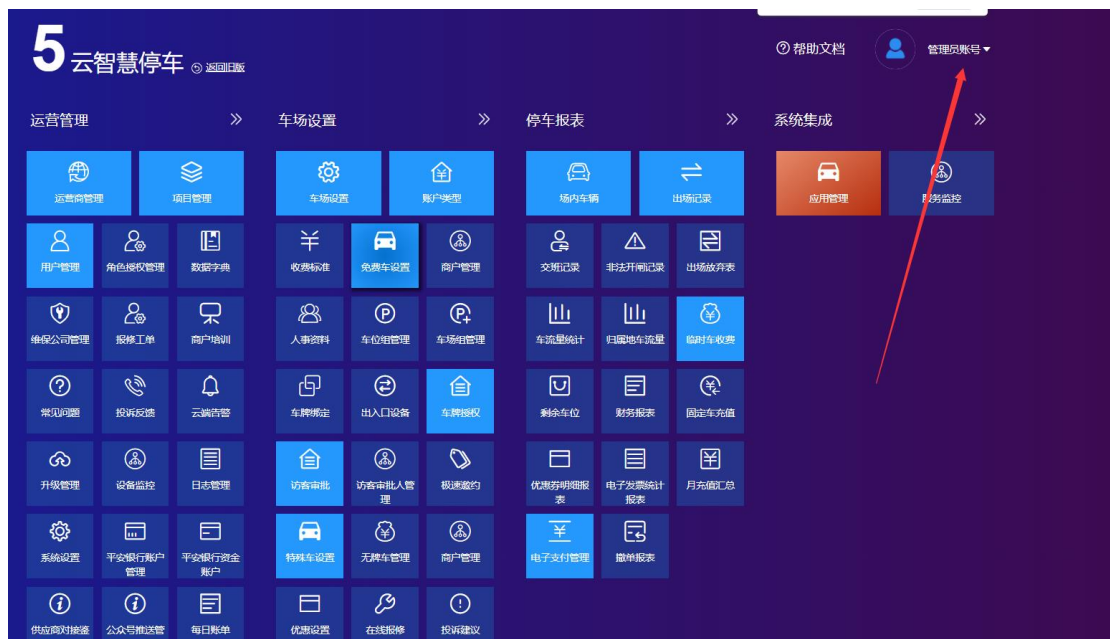 5云智慧停车 返回旧版
帮助文档
管理员账号
运营管理
车场设置
停车报表
系统集成
运营商管理
项目管理
车场设置
账户类型
场内车辆
出场记录
应用管理
服务监控
用户管理
角色授权管理
数据字典
收费标准
免费车设置
商户管理
交班记录
非法开闸记录
出场放弃表
维保公司管理
报修工单
商户培训
人事资料
车位组管理
车场组管理
车流量统计
归属地车流量
临时车收费
常见问题
投诉反馈
云端告警
车牌绑定
出入口设备
车牌授权
剩余车位
财务报表
固定车充值
升级管理
设备监控
日志管理
访客审批
访客审批人管
理
极速邀约
优惠券明细报
表
电子发票统计
报表
月充值汇总
系统设置
平安银行账户
管理
平安银行资金
账户
特殊车设置
无牌车管理
商户管理
电子支付管理
撤单报表
供应商对接鉴
公众号推送管
每日账单
优惠设置
在线报修
投诉建议